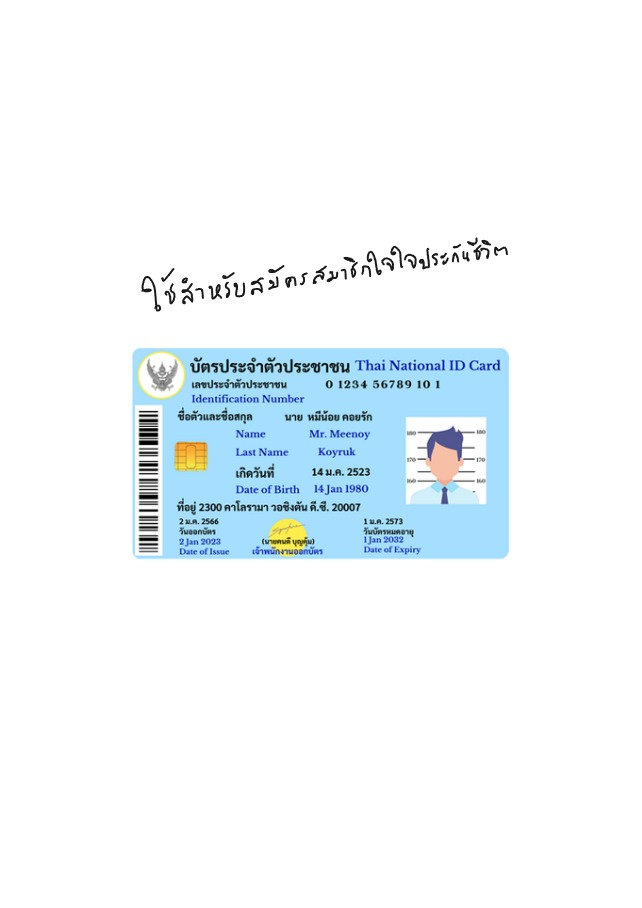 ใช้สำหรับสมัครสมาชิกใจใจประกันชีวิต
บัตรประจำตัวประชาชน Thai National ID Card
เลขประจำตัวประชาชน 0 1234 56789 10 1
Identification Number
ชื่อตัวและชื่อสกุล นาย หมีน้อย คอยรัก
Name Mr. Meenoy
Last Name Koyruk
เกิดวันที่ 14 ม.ค. 2523
Date of Birth 14 Jan 1980
ที่อยู่ 2300 คาโลรามา วอชิงตัน ดี.ซี. 20007
2 ม.ค. 2566
วันออกบัตร
2 Jan 2023
Date of Issue
(นายคนดี บุญคุ้ม)
เจ้าพนักงานออกบัตร
1 ม.ค. 2573
วันบัตรหมดอายุ
1 Jan 2032
Date of Expiry
180 180
170 170
160 160